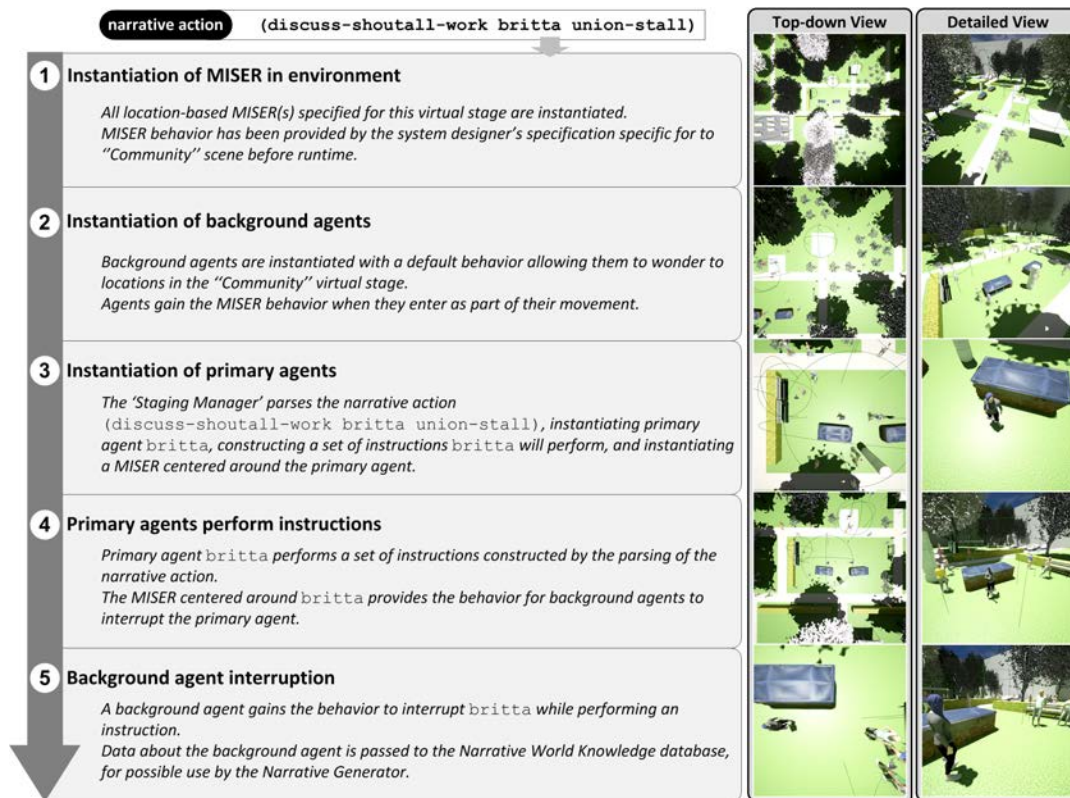 narrative action (discuss-shoutall-work britta union-stall)
Top-down View
Detailed View
1 Instantiation of MISER in environment
All location-based MISER(s) specified for this virtual stage are instantiated.
MISER behavior has been provided by the system designer's specification specific for to
“Community” scene before runtime.
2 Instantiation of background agents
Background agents are instantiated with a default behavior allowing them to wonder to
locations in the “Community” virtual stage.
Agents gain the MISER behavior when they enter as part of their movement.
3 Instantiation of primary agents
The ‘Staging Manager’ parses the narrative action
(discuss-shoutall-work britta union-stall), instantiating primary
agent britta, constructing a set of instructions britta will perform, and instantiating
a MISER centered around the primary agent.
4 Primary agents perform instructions
Primary agent britta performs a set of instructions constructed by the parsing of the
narrative action.
The MISER centered around britta provides the behavior for background agents to
interrupt the primary agent.
5 Background agent interruption
A background agent gains the behavior to interrupt britta while performing an
instruction.
Data about the background agent is passed to the Narrative World Knowledge database,
for possible use by the Narrative Generator.